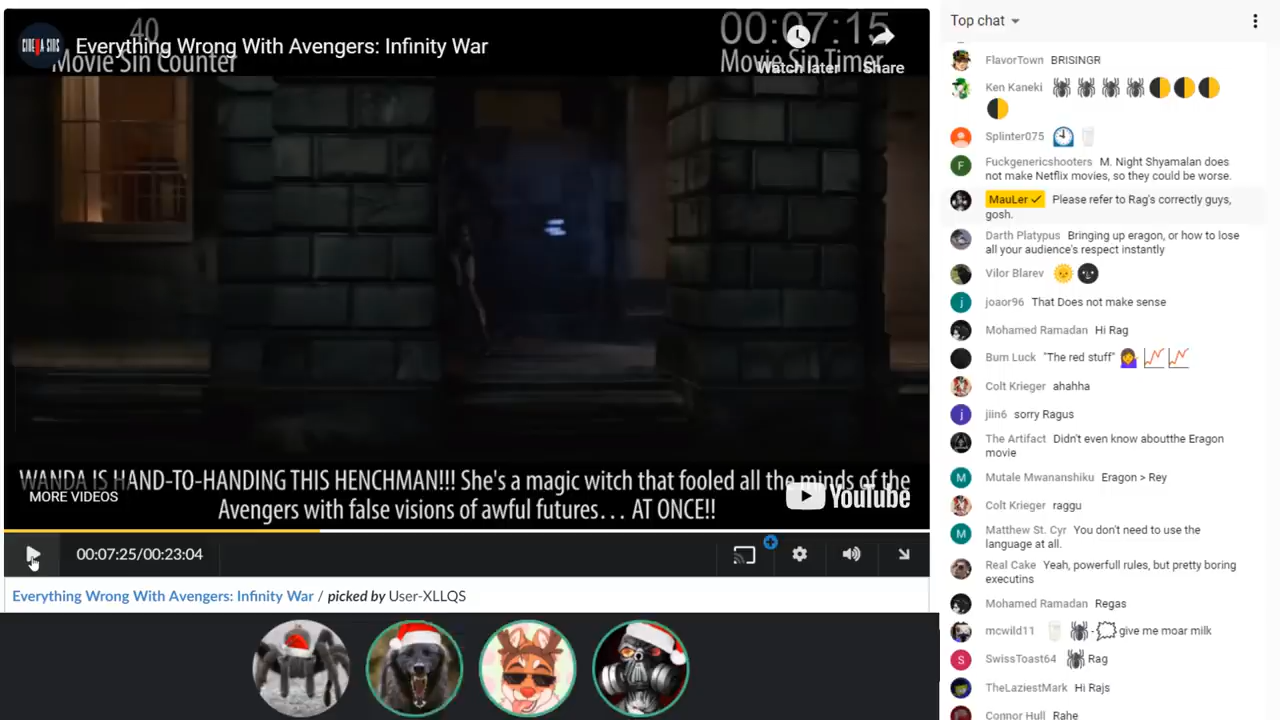 40
00:07:15
CINEMA SINS
Everything Wrong With Avengers: Infinity War
Movie Sin Counter
Movie Sin Timer
Watch later
Share
WANDA IS HAND-TO-HANDING THIS HENCHMAN!!! She's a magic witch that fooled all the minds of the
MORE VIDEOS
YouTube
Avengers with false visions of awful futures… AT ONCE!!
00:07:25/00:23:04
Everything Wrong With Avengers: Infinity War / picked by User-XLLQS
Top chat
FlavorTown BRISINGR
Ken Kaneki 🕷🕷🕷🕷🌓🌓🌓
🌓
Splinter075 🕘🥛
F
Fuckgenericshooters M. Night Shyamalan does
not make Netflix movies, so they could be worse.
MauLer ✓ Please refer to Rag's correctly guys,
gosh.
Darth Platypus Bringing up eragon, or how to lose
all your audience's respect instantly
Vilor Blarev 🌞🌚
j
joaor96 That Does not make sense
Mohamed Ramadan Hi Rag
Bum Luck "The red stuff" 💁📈📈
Colt Krieger ahahha
j
jiin6 sorry Ragus
The Artifact Didn't even know aboutthe Eragon
movie
M
Mutale Mwananshiku Eragon > Rey
Colt Krieger raggu
M
Matthew St. Cyr You don't need to use the
language at all.
Real Cake Yeah, powerfull rules, but pretty boring
executins
Mohamed Ramadan Regas
mcwild11 🥛🕷-🗯give me moar milk
S
SwissToast64 🕷Rag
TheLaziestMark Hi Rajs
Connor Hull Rahe